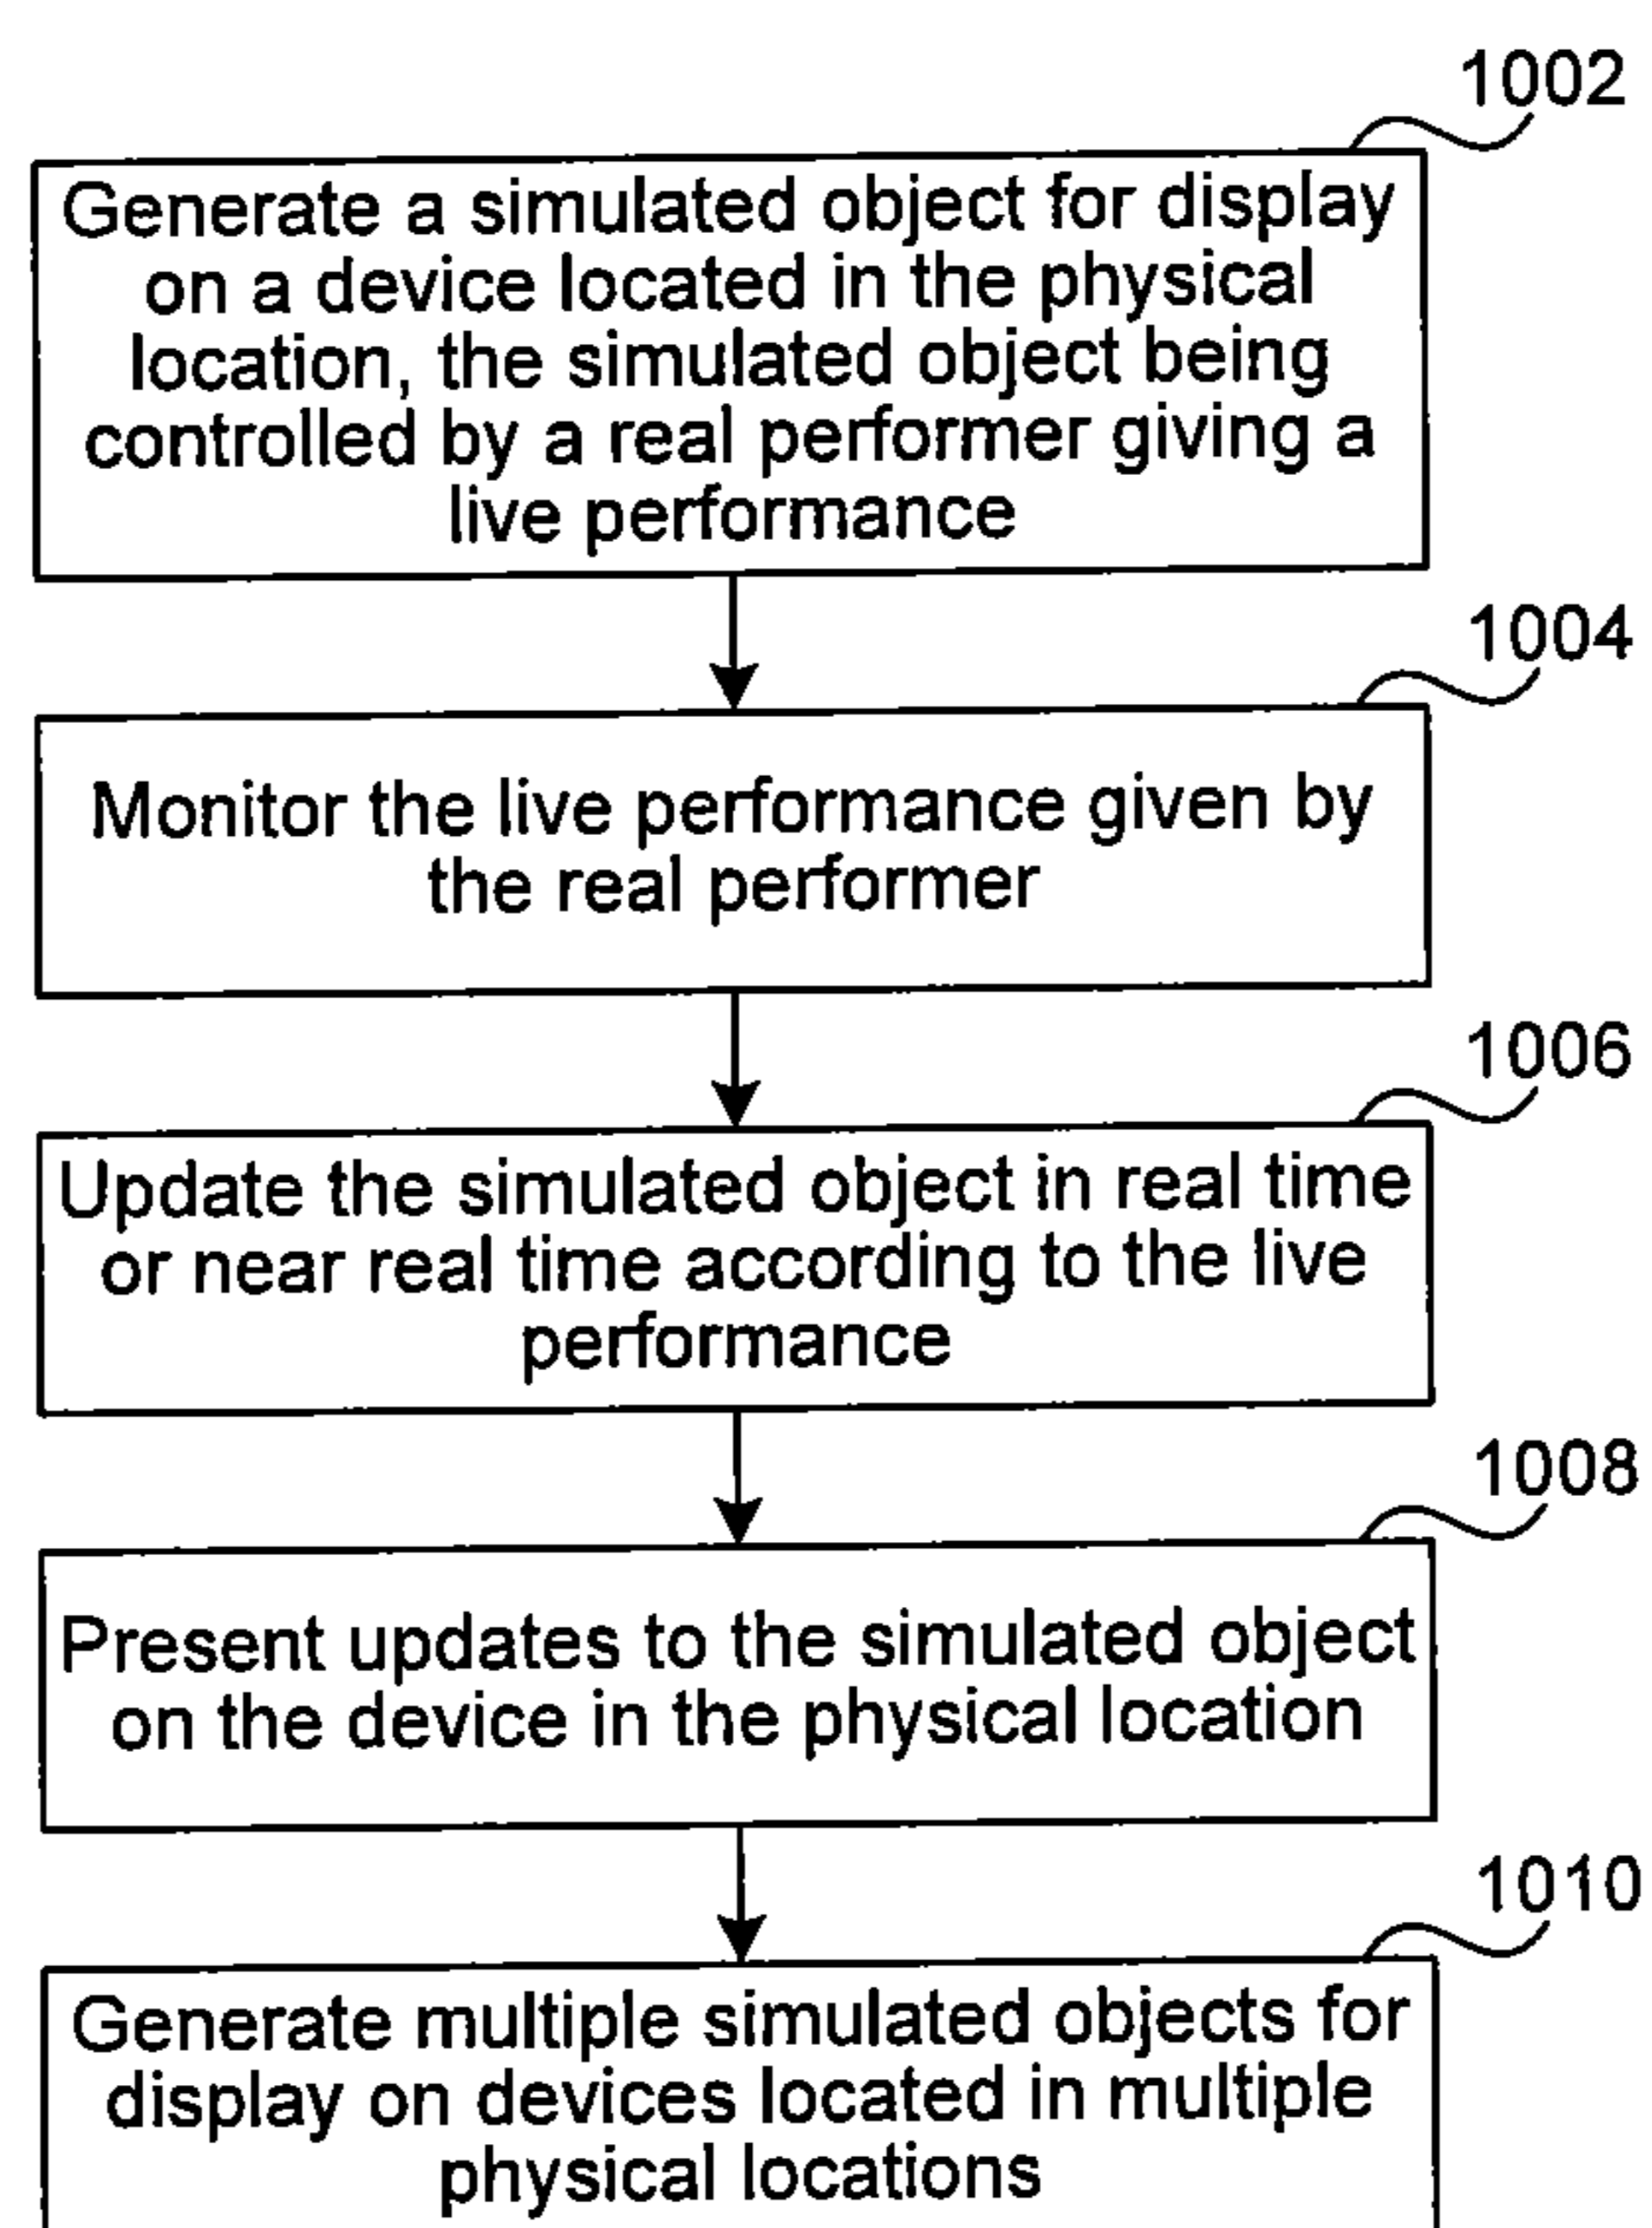 1002
Generate a simulated object for display
on a device located in the physical
location, the simulated object being
controlled by a real performer giving a
live performance
1004
Monitor the live performance given by
the real performer
1006
Update the simulated object in real time
or near real time according to the live
performance
1008
Present updates to the simulated object
on the device in the physical location
1010
Generate multiple simulated objects for
display on devices located in multiple
physical locations